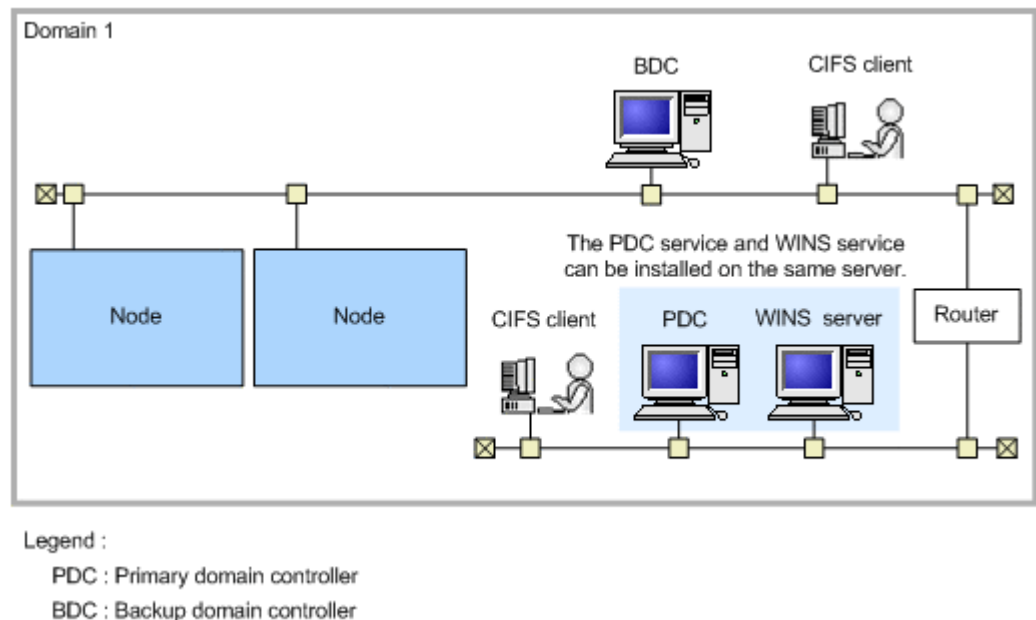 Domain 1
BDC
CIFS client
The PDC service and WINS service
can be installed on the same server.
Node
Node
CIFS client
PDC
WINS server
Router
Legend :
PDC : Primary domain controller
BDC : Backup domain controller